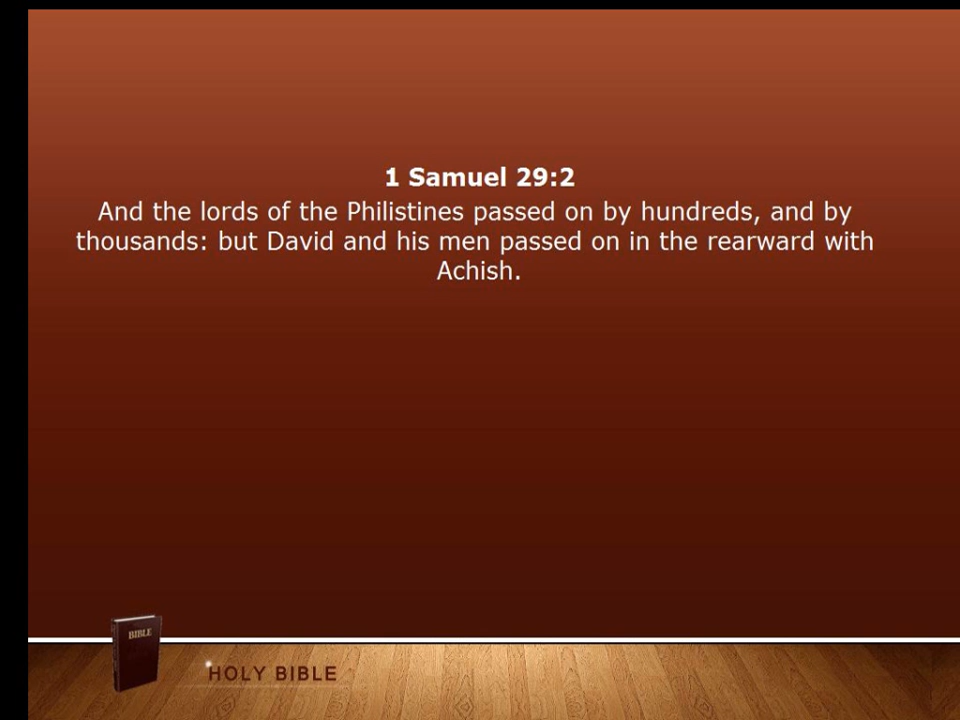 1 Samuel 29:2
And the lords of the Philistines passed on by hundreds, and by
thousands: but David and his men passed on in the rearward with
Achish.
BIBLE
HOLY BIBLE